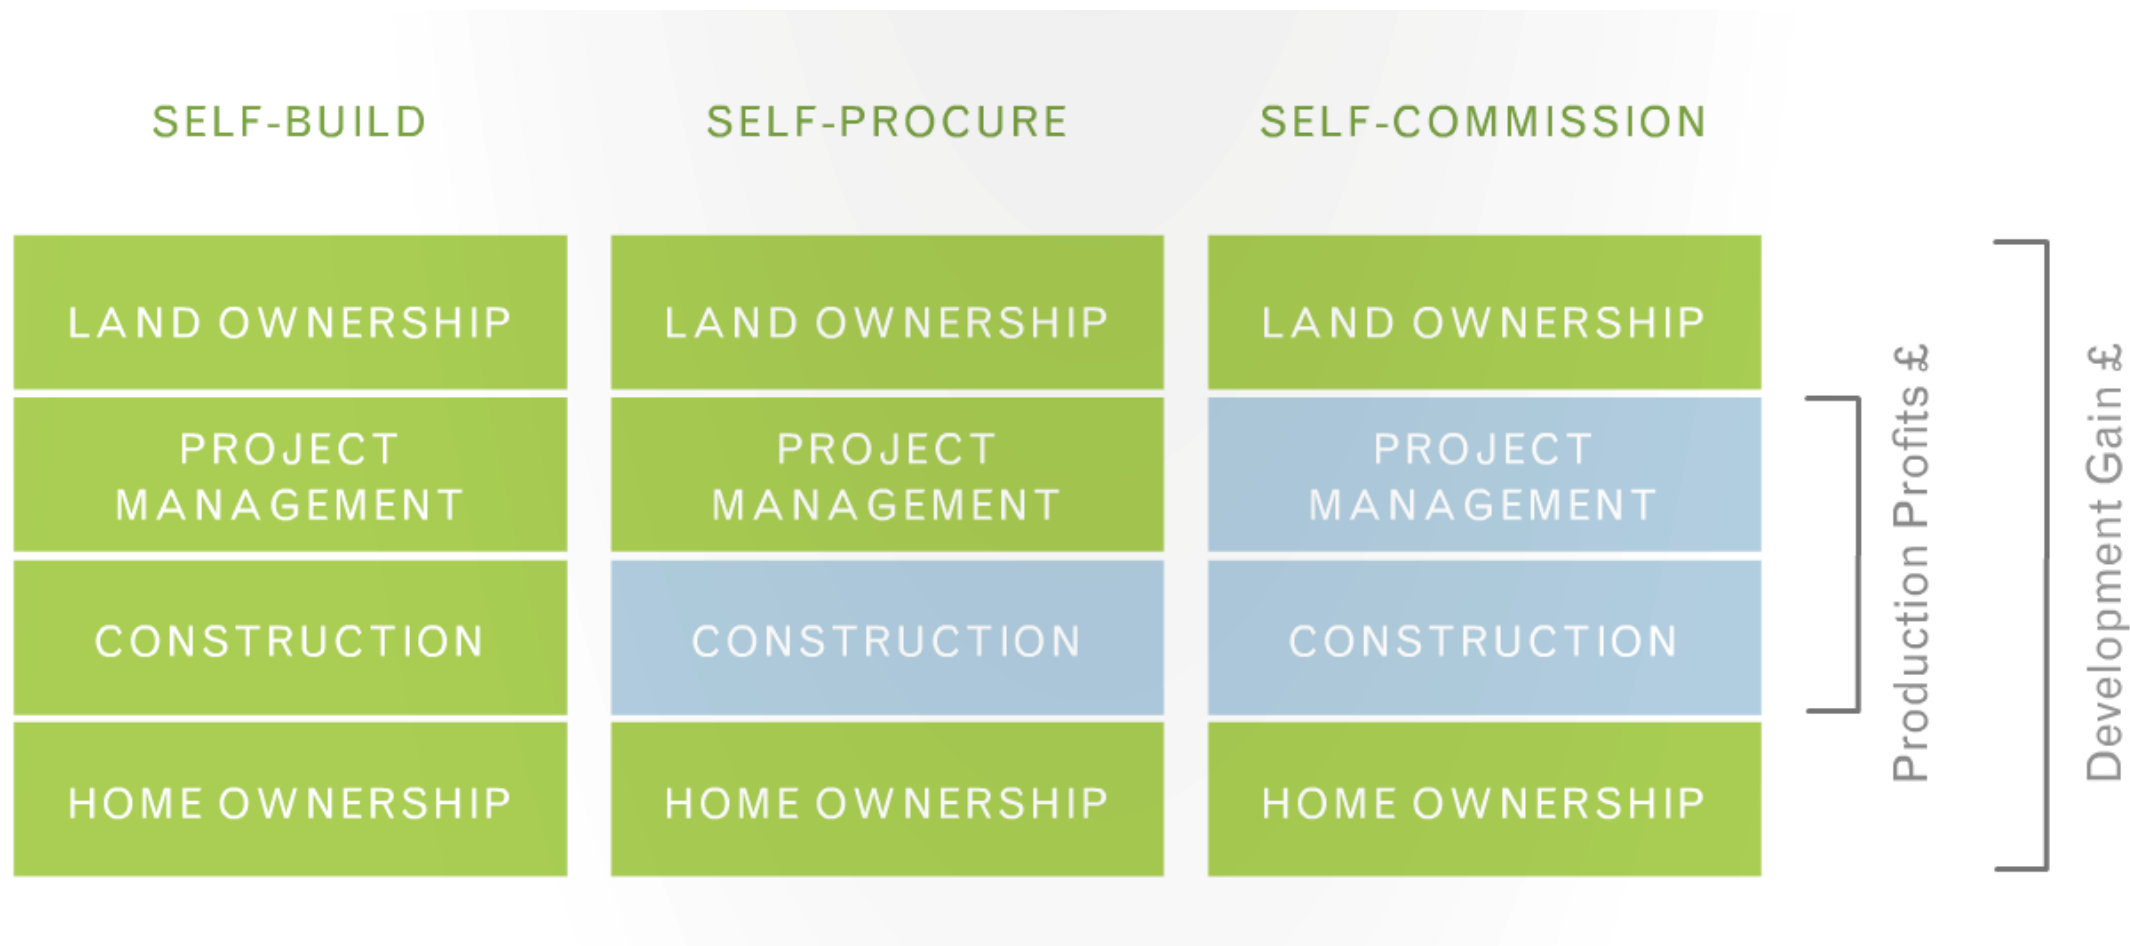 SELF-BUILD
SELF-PROCURE
SELF-COMMISSION
LAND OWNERSHIP
LAND OWNERSHIP
LAND OWNERSHIP
PROJECT
MANAGEMENT
PROJECT
MANAGEMENT
PROJECT
MANAGEMENT
CONSTRUCTION
CONSTRUCTION
CONSTRUCTION
HOME OWNERSHIP
HOME OWNERSHIP
HOME OWNERSHIP
Production Profits £
Development Gain £